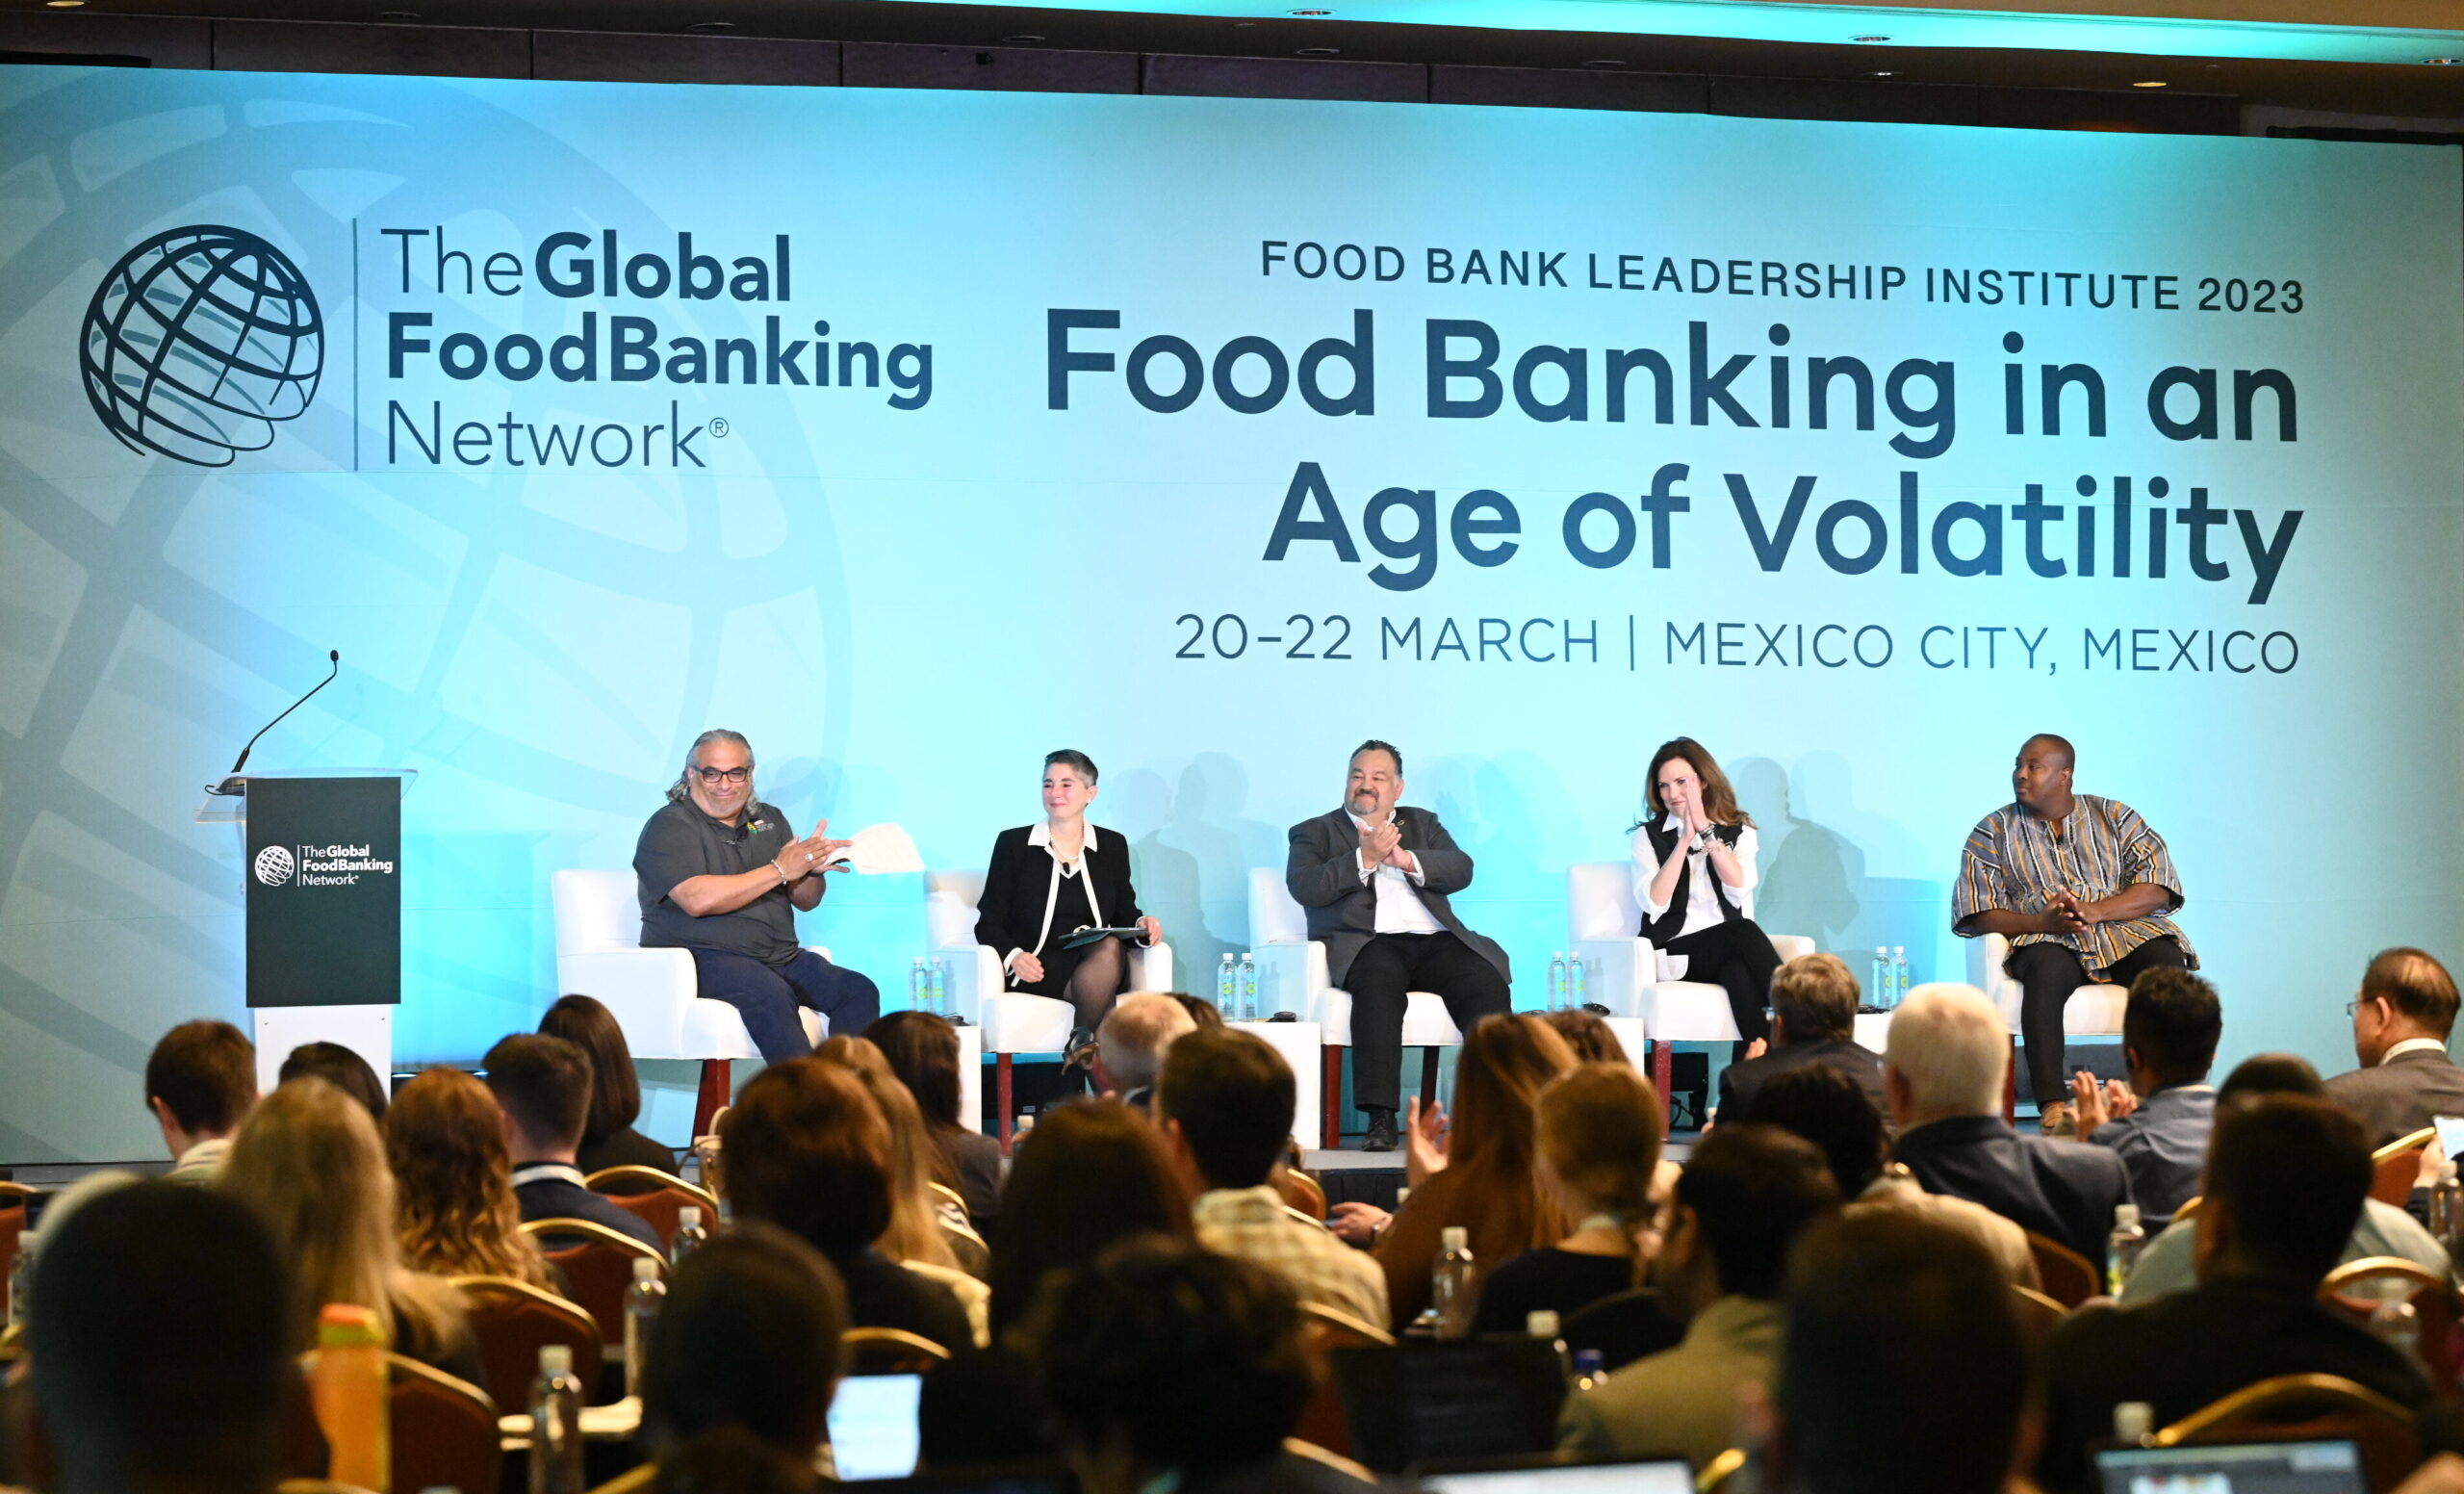 The Global
FoodBanking
Network®
FOOD BANK LEADERSHIP INSTITUTE 2023
Food Banking in an
Age of Volatility
20–22 MARCH | MEXICO CITY, MEXICO
The Global
FoodBanking
Network®